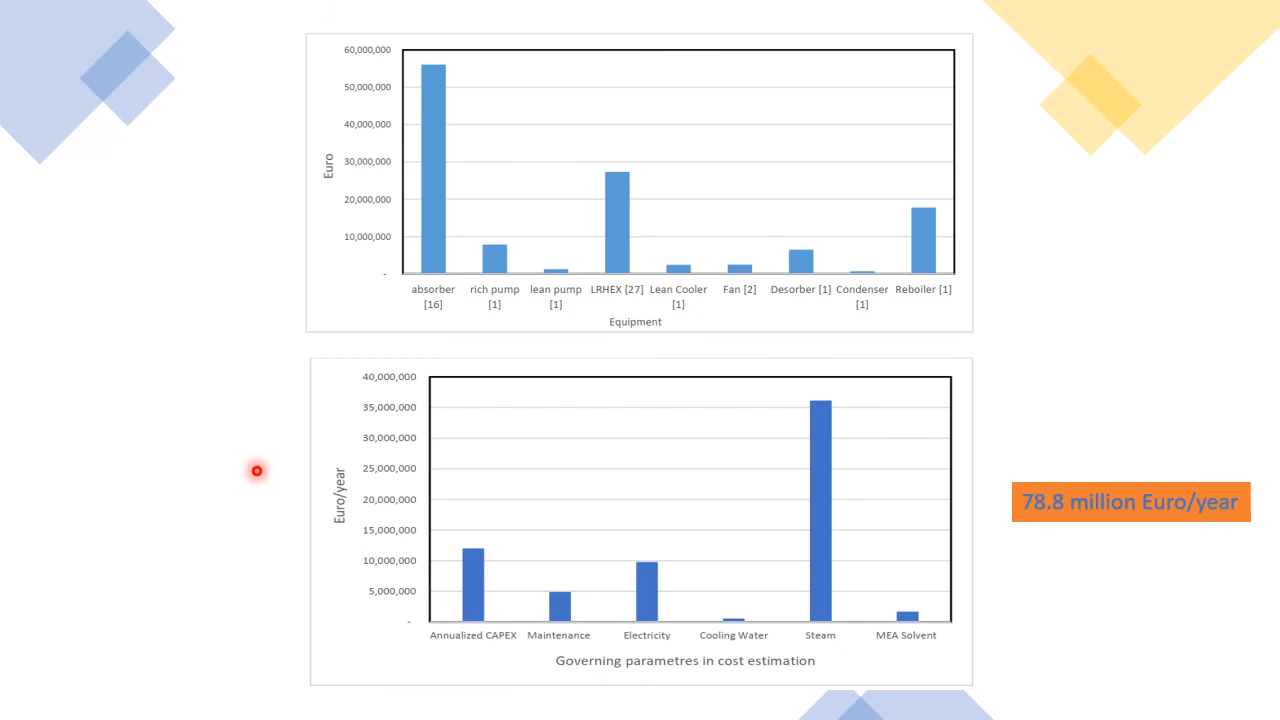 60,000,000
50,000,000
40,000,000
30,000,000
20,000,000
10,000,000
-
Euro
absorber [16]
rich pump [1]
lean pump [1]
LRHEX [27]
Lean Cooler [1]
Fan [2]
Desorber [1]
Condenser [1]
Reboiler [1]
Equipment
40,000,000
35,000,000
30,000,000
25,000,000
20,000,000
15,000,000
10,000,000
5,000,000
-
Euro/year
Annualized CAPEX
Maintenance
Electricity
Cooling Water
Steam
MEA Solvent
Governing parametres in cost estimation
78.8 million Euro/year